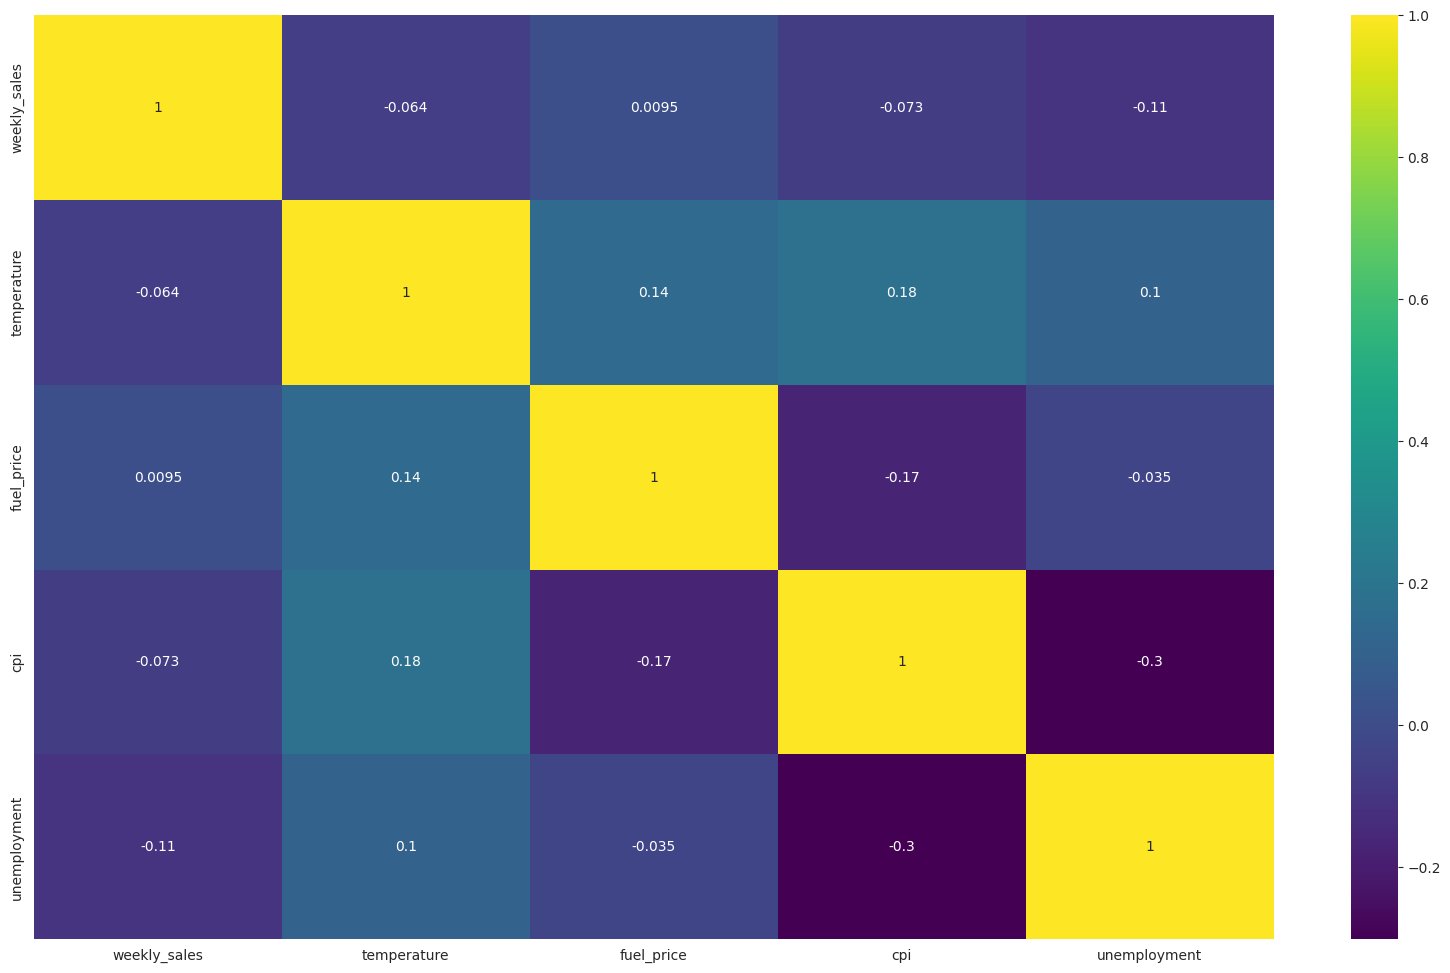 weekly_sales 1 -0.064 0.0095 -0.073 -0.11
temperature -0.064 1 0.14 0.18 0.1
fuel_price 0.0095 0.14 1 -0.17 -0.035
cpi -0.073 0.18 -0.17 1 -0.3
unemployment -0.11 0.1 -0.035 -0.3 1
weekly_sales temperature fuel_price cpi unemployment
1.0
0.8
0.6
0.4
0.2
0.0
−0.2